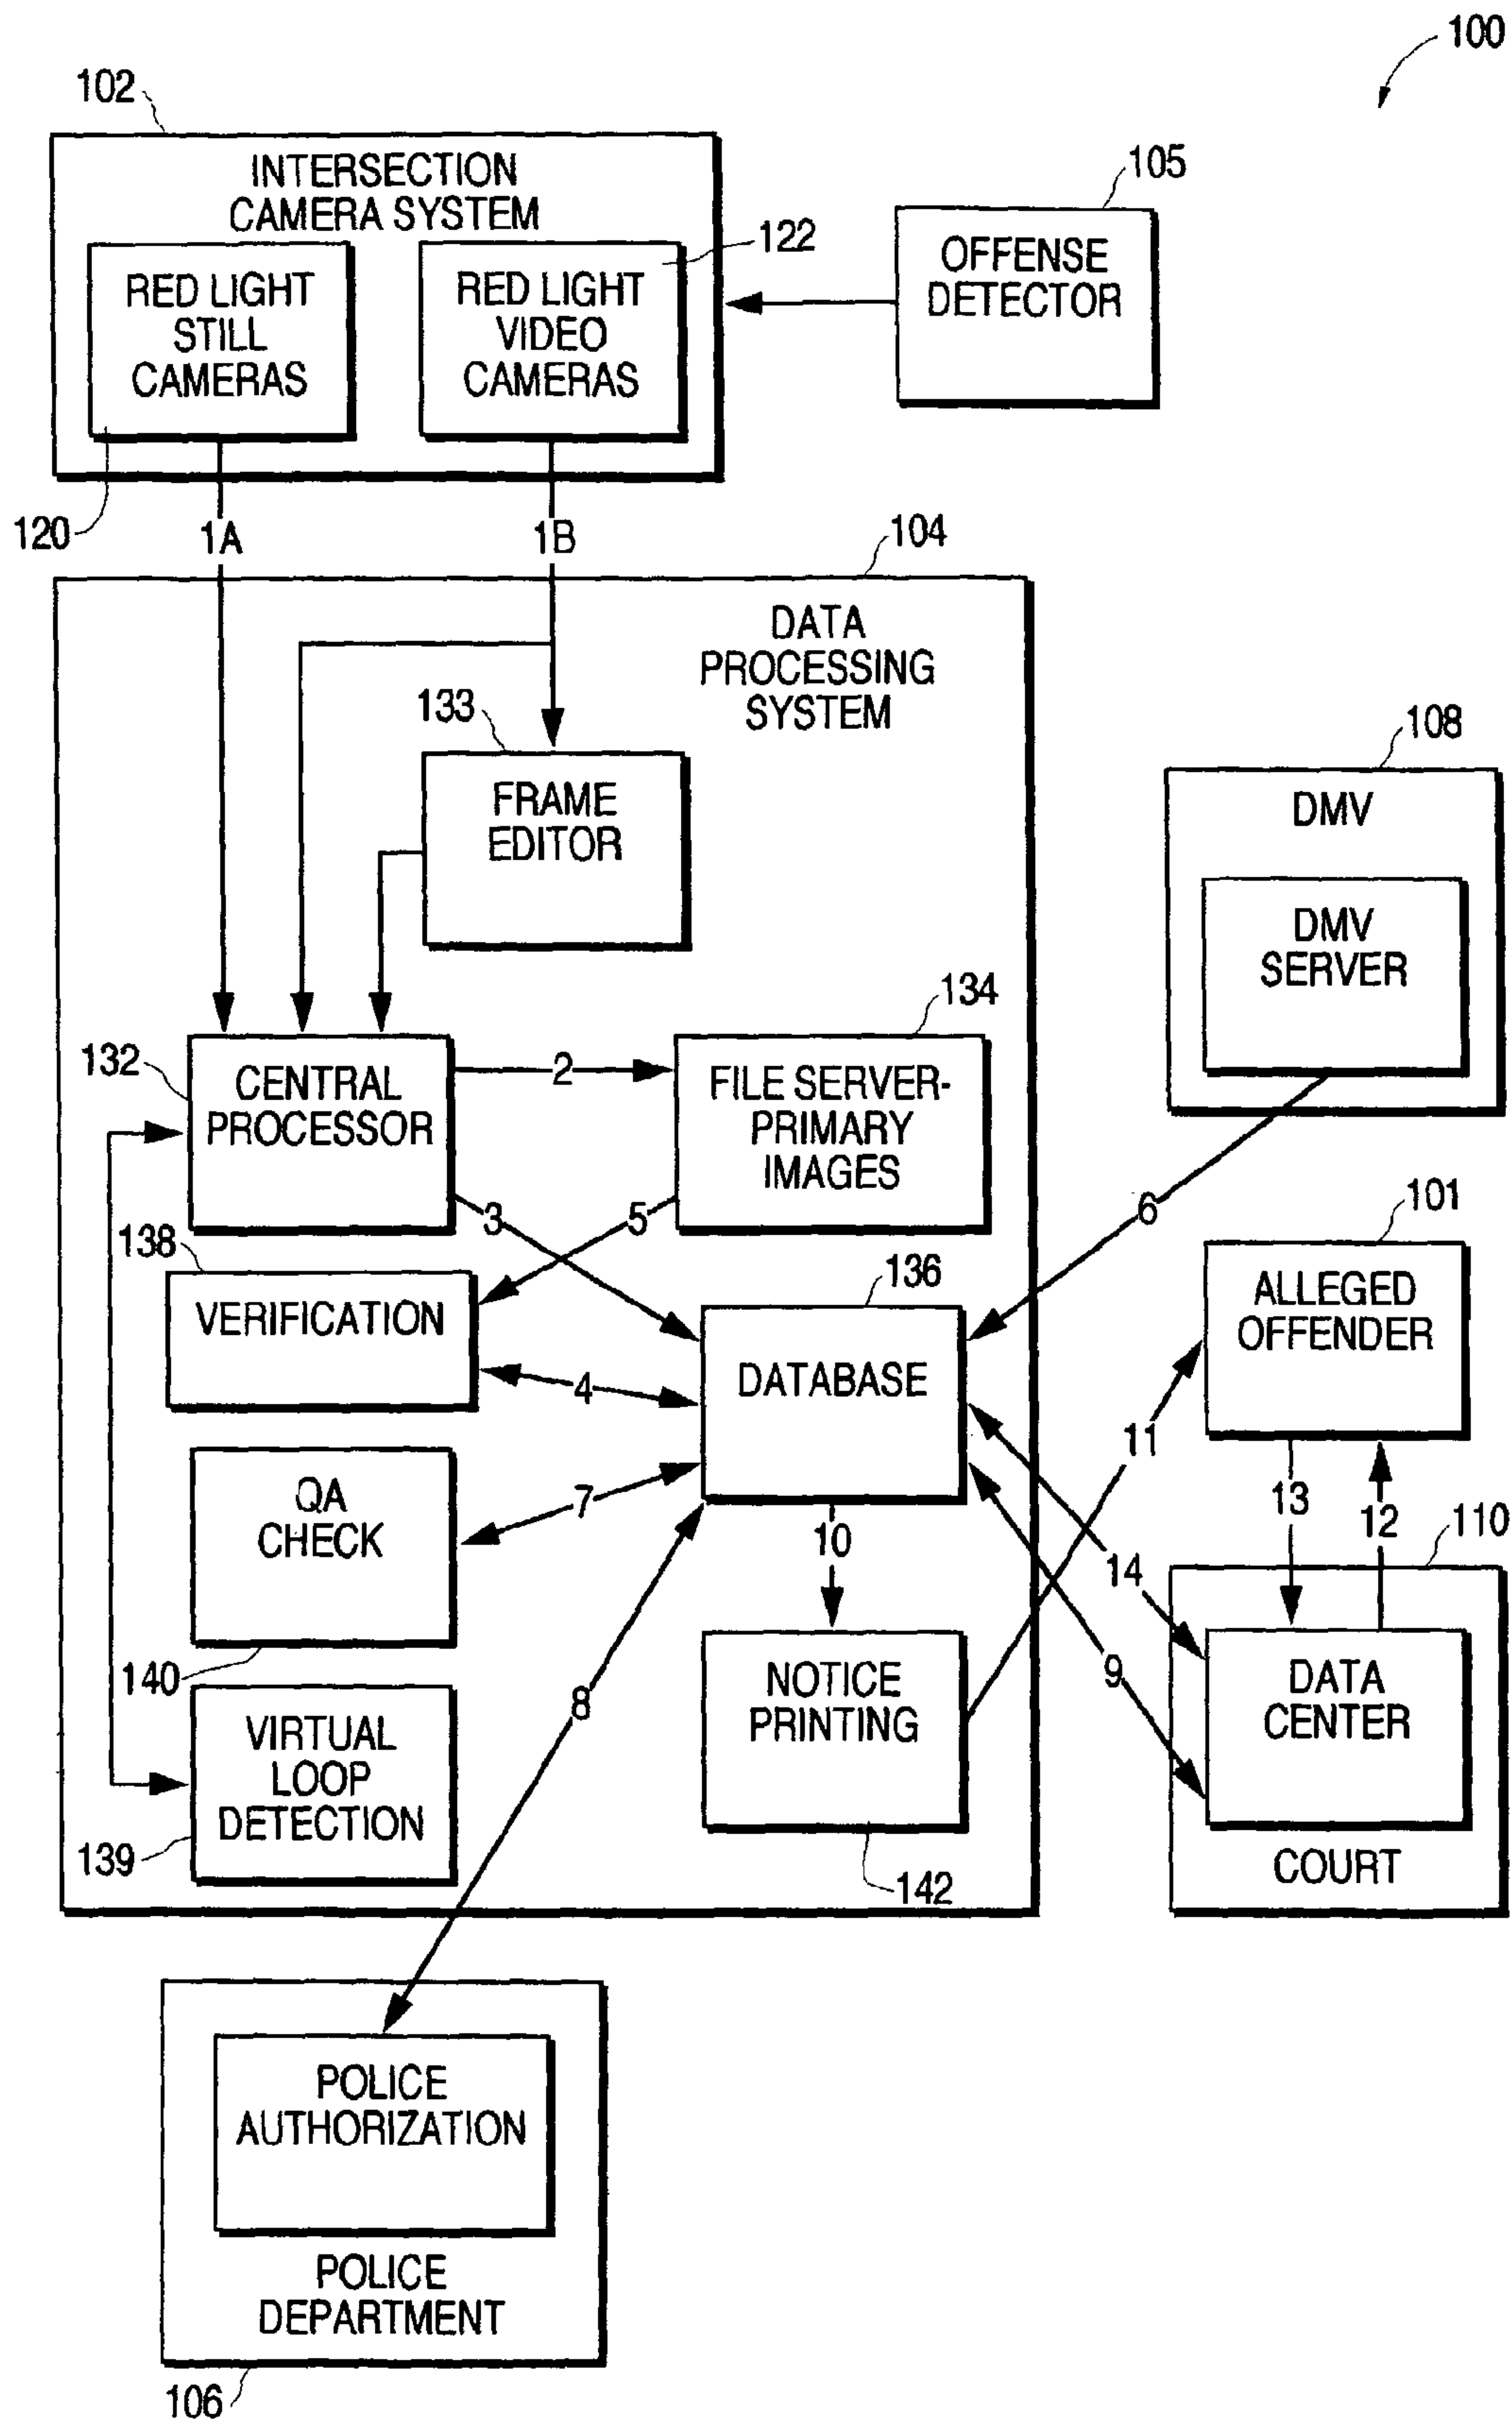 100
102
INTERSECTION
CAMERA SYSTEM
105
122
OFFENSE
DETECTOR
RED LIGHT
STILL
CAMERAS
RED LIGHT
VIDEO
CAMERAS
120
1A
1B
104
DATA
PROCESSING
SYSTEM
133
FRAME
EDITOR
108
DMV
DMV
SERVER
134
132
CENTRAL
PROCESSOR
2
FILE SERVER-
PRIMARY
IMAGES
3
5
6
101
138
VERIFICATION
136
ALLEGED
OFFENDER
DATABASE
4
11
QA
CHECK
7
10
13
12
110
14
140
9
8
NOTICE
PRINTING
DATA
CENTER
VIRTUAL
LOOP
DETECTION
139
142
COURT
POLICE
AUTHORIZATION
POLICE
DEPARTMENT
106